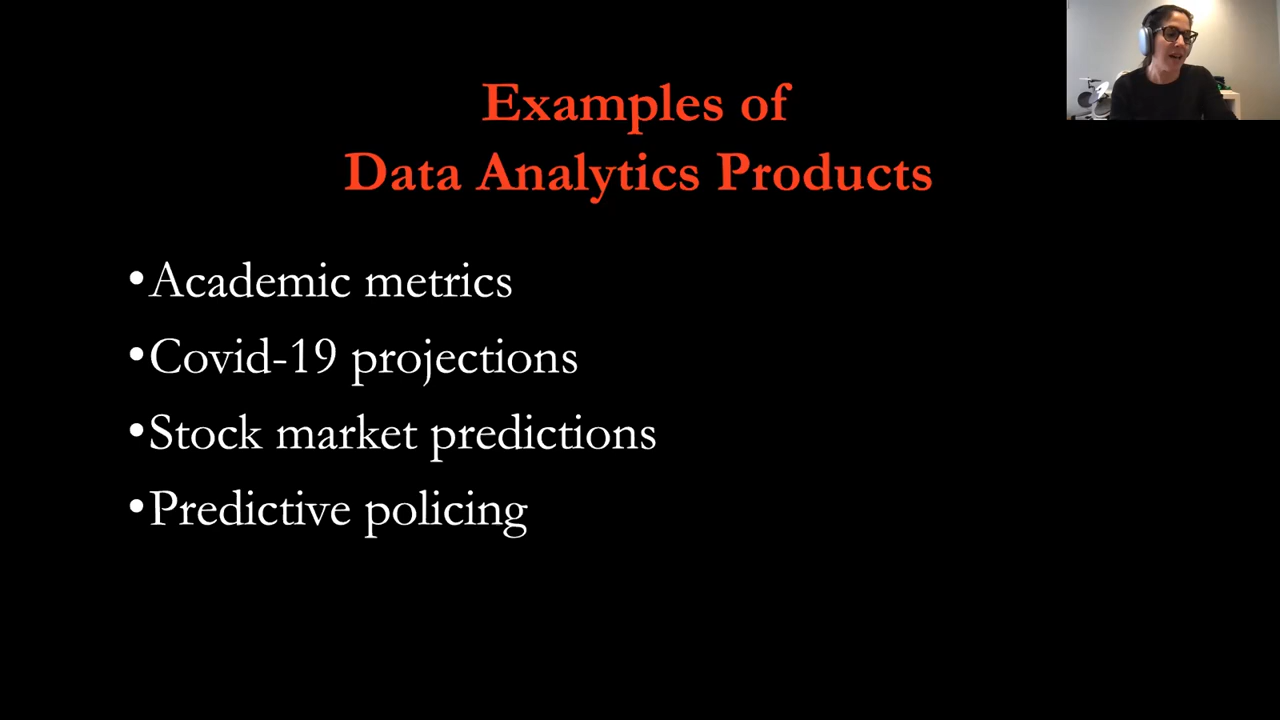 Examples of
Data Analytics Products
•Academic metrics
•Covid-19 projections
•Stock market predictions
•Predictive policing